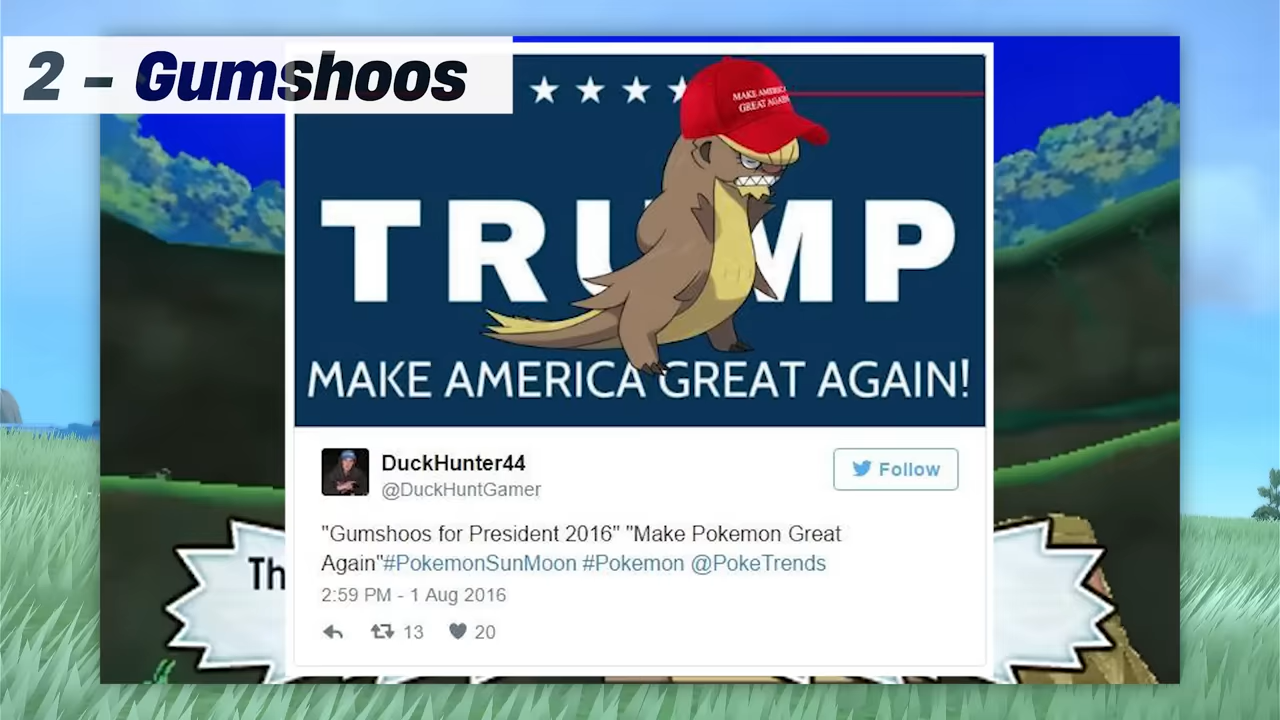 2 - Gumshoos
MAKE AMERICA
GREAT AGAIN
TRUMP
MAKE AMERICA GREAT AGAIN!
DuckHunter44
@DuckHuntGamer
Follow
"Gumshoos for President 2016" "Make Pokemon Great
Again"#PokemonSunMoon #Pokemon @PokeTrends
2:59 PM - 1 Aug 2016
13 20
Th